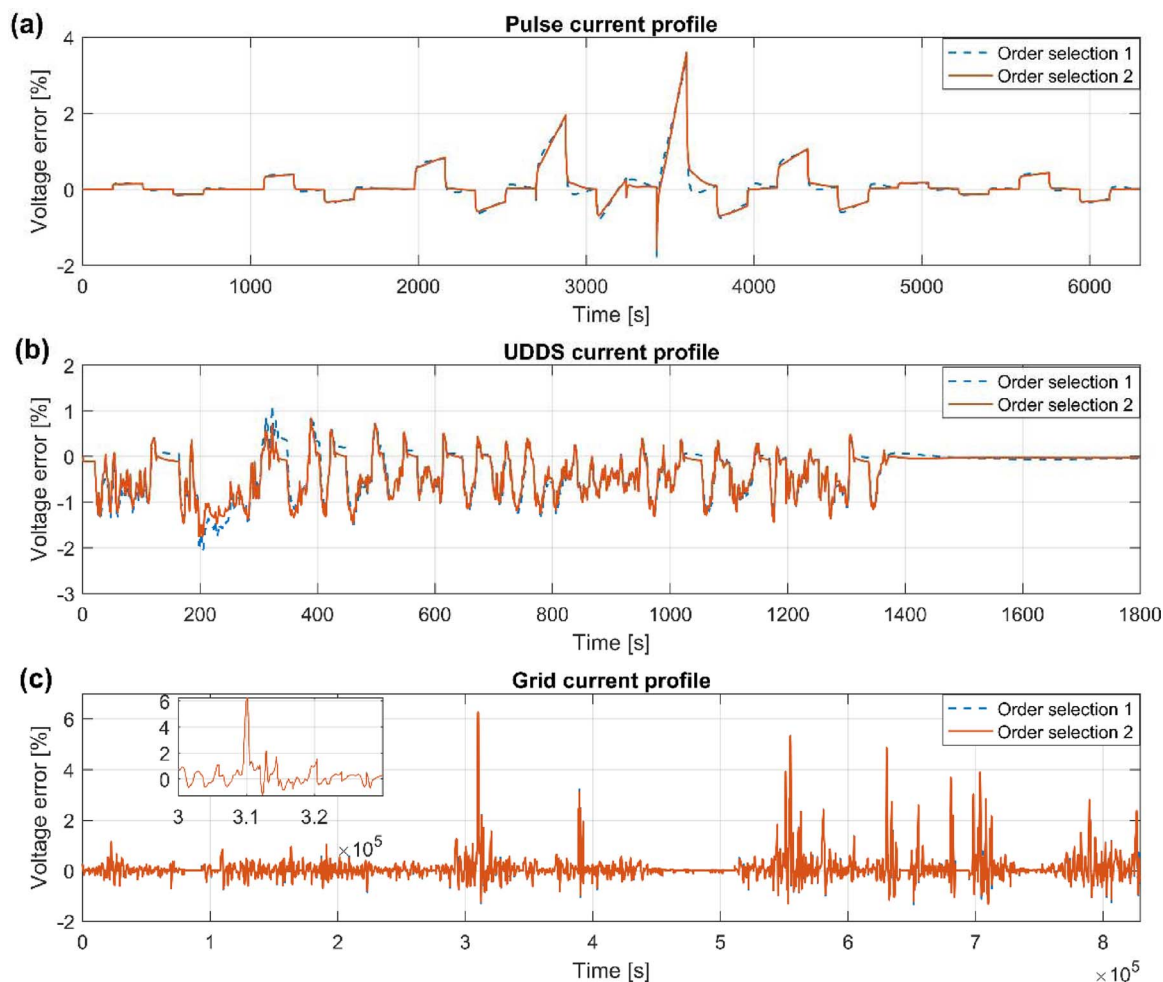 (a)
Pulse current profile
4
2
0
-2
Voltage error [%]
Order selection 1
Order selection 2
0 1000 2000 3000 4000 5000 6000
Time [s]
(b)
UDDS current profile
2
1
0
-1
-2
-3
Voltage error [%]
Order selection 1
Order selection 2
0 200 400 600 800 1000 1200 1400 1600 1800
Time [s]
(c)
Grid current profile
6
4
2
0
-2
Voltage error [%]
6
4
2
0
3 3.1 3.2
×10⁵
Order selection 1
Order selection 2
0 1 2 3 4 5 6 7 8
Time [s]
×10⁵